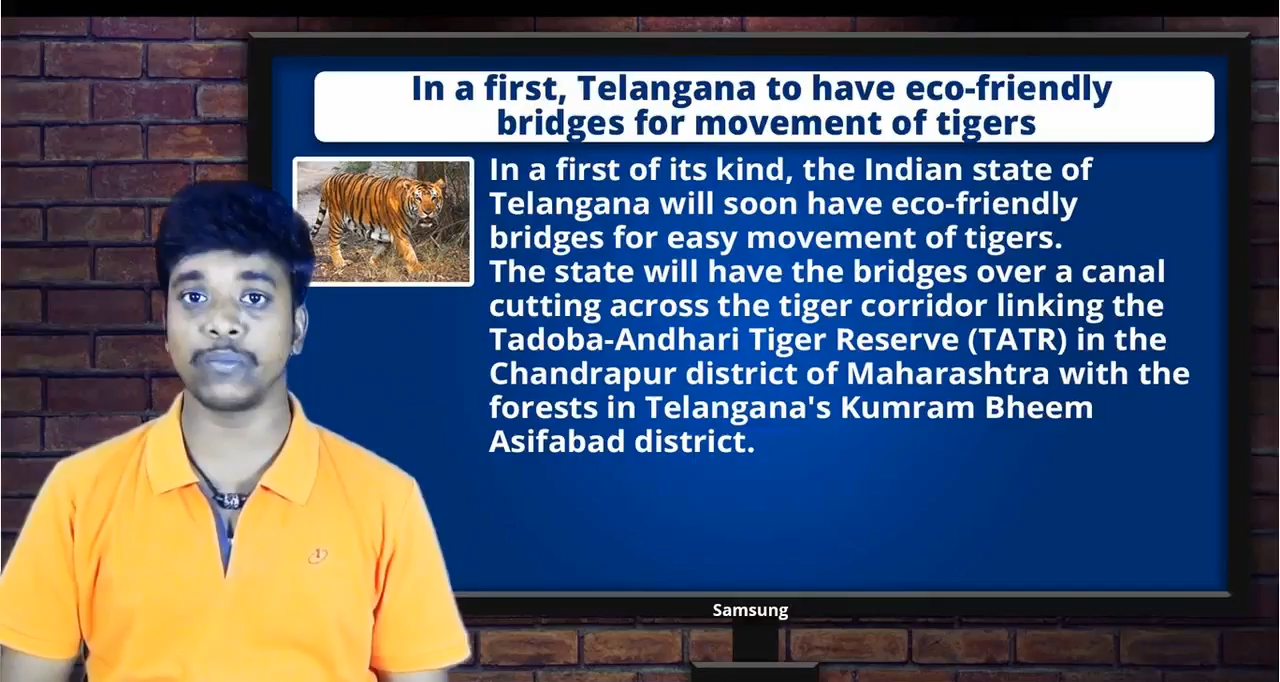 In a first, Telangana to have eco-friendly
bridges for movement of tigers
In a first of its kind, the Indian state of
Telangana will soon have eco-friendly
bridges for easy movement of tigers.
The state will have the bridges over a canal
cutting across the tiger corridor linking the
Tadoba-Andhari Tiger Reserve (TATR) in the
Chandrapur district of Maharashtra with the
forests in Telangana's Kumram Bheem
Asifabad district.
Samsung